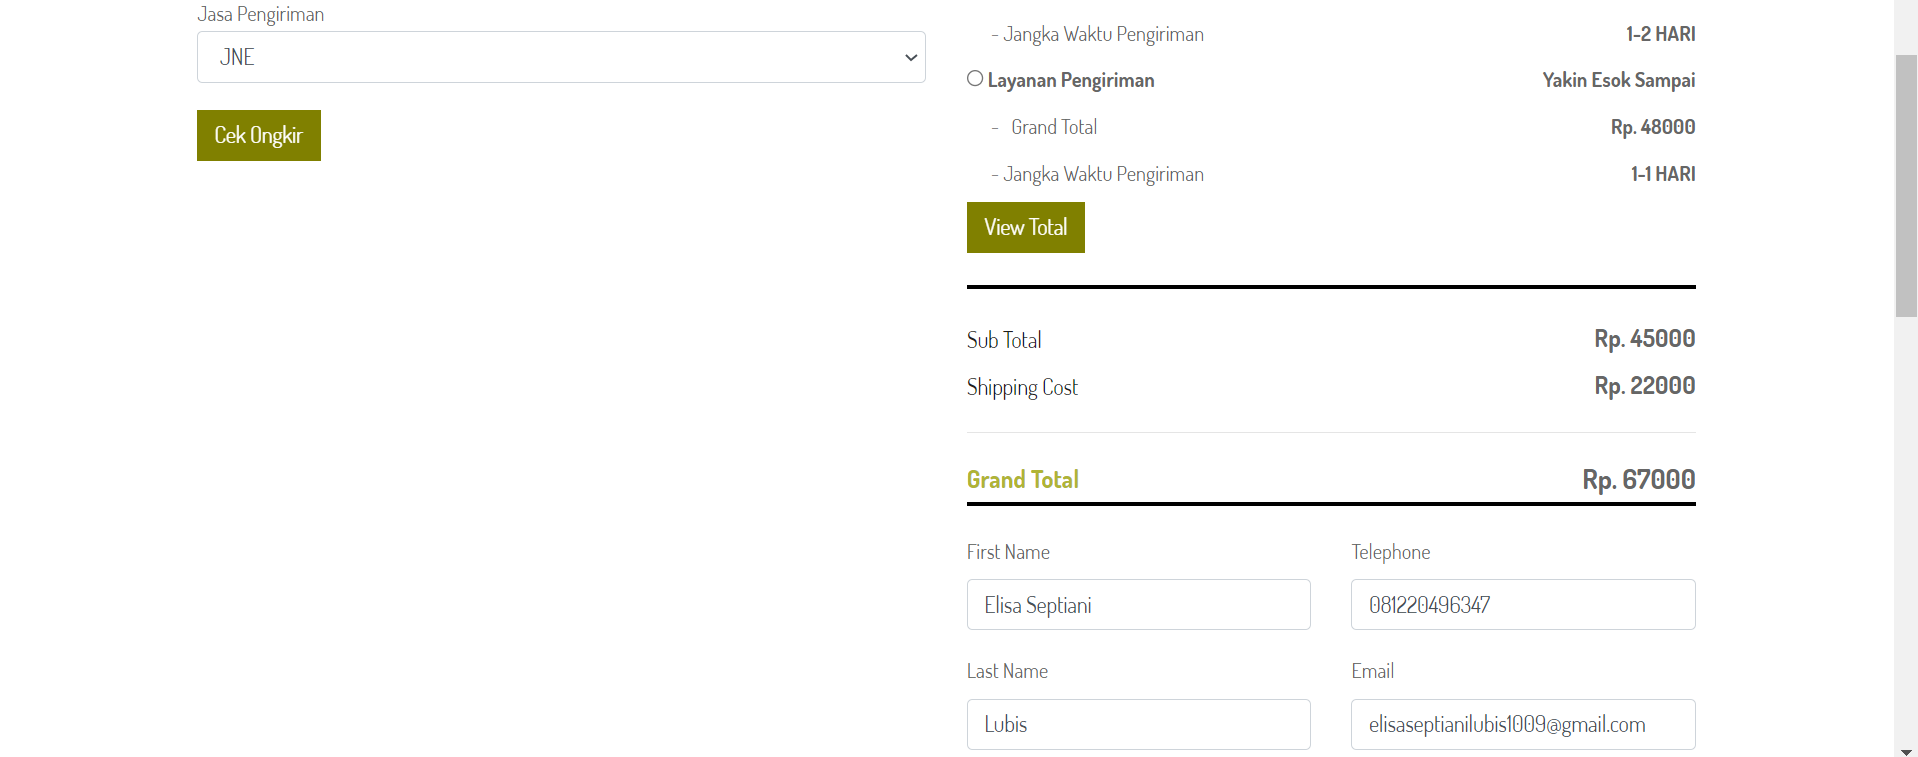 Jasa Pengiriman
JNE
Cek Ongkir
- Jangka Waktu Pengiriman 1-2 HARI
Layanan Pengiriman Yakin Esok Sampai
- Grand Total Rp. 48000
- Jangka Waktu Pengiriman 1-1 HARI
View Total
Sub Total Rp. 45000
Shipping Cost Rp. 22000
Grand Total Rp. 67000
First Name Telephone
Elisa Septiani 081220496347
Last Name Email
Lubis elisaseptianilubis1009@gmail.com